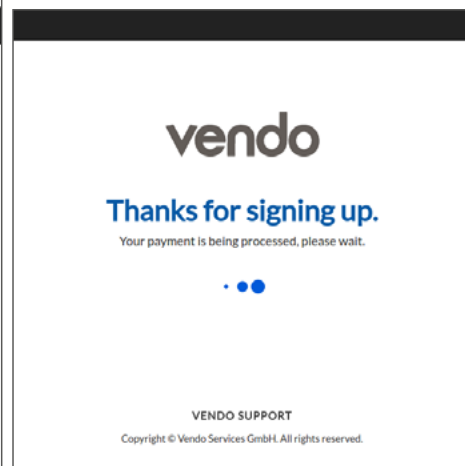 vendo
Thanks for signing up.
Your payment is being processed, please wait.
VENDO SUPPORT
Copyright © Vendo Services GmbH. All rights reserved.